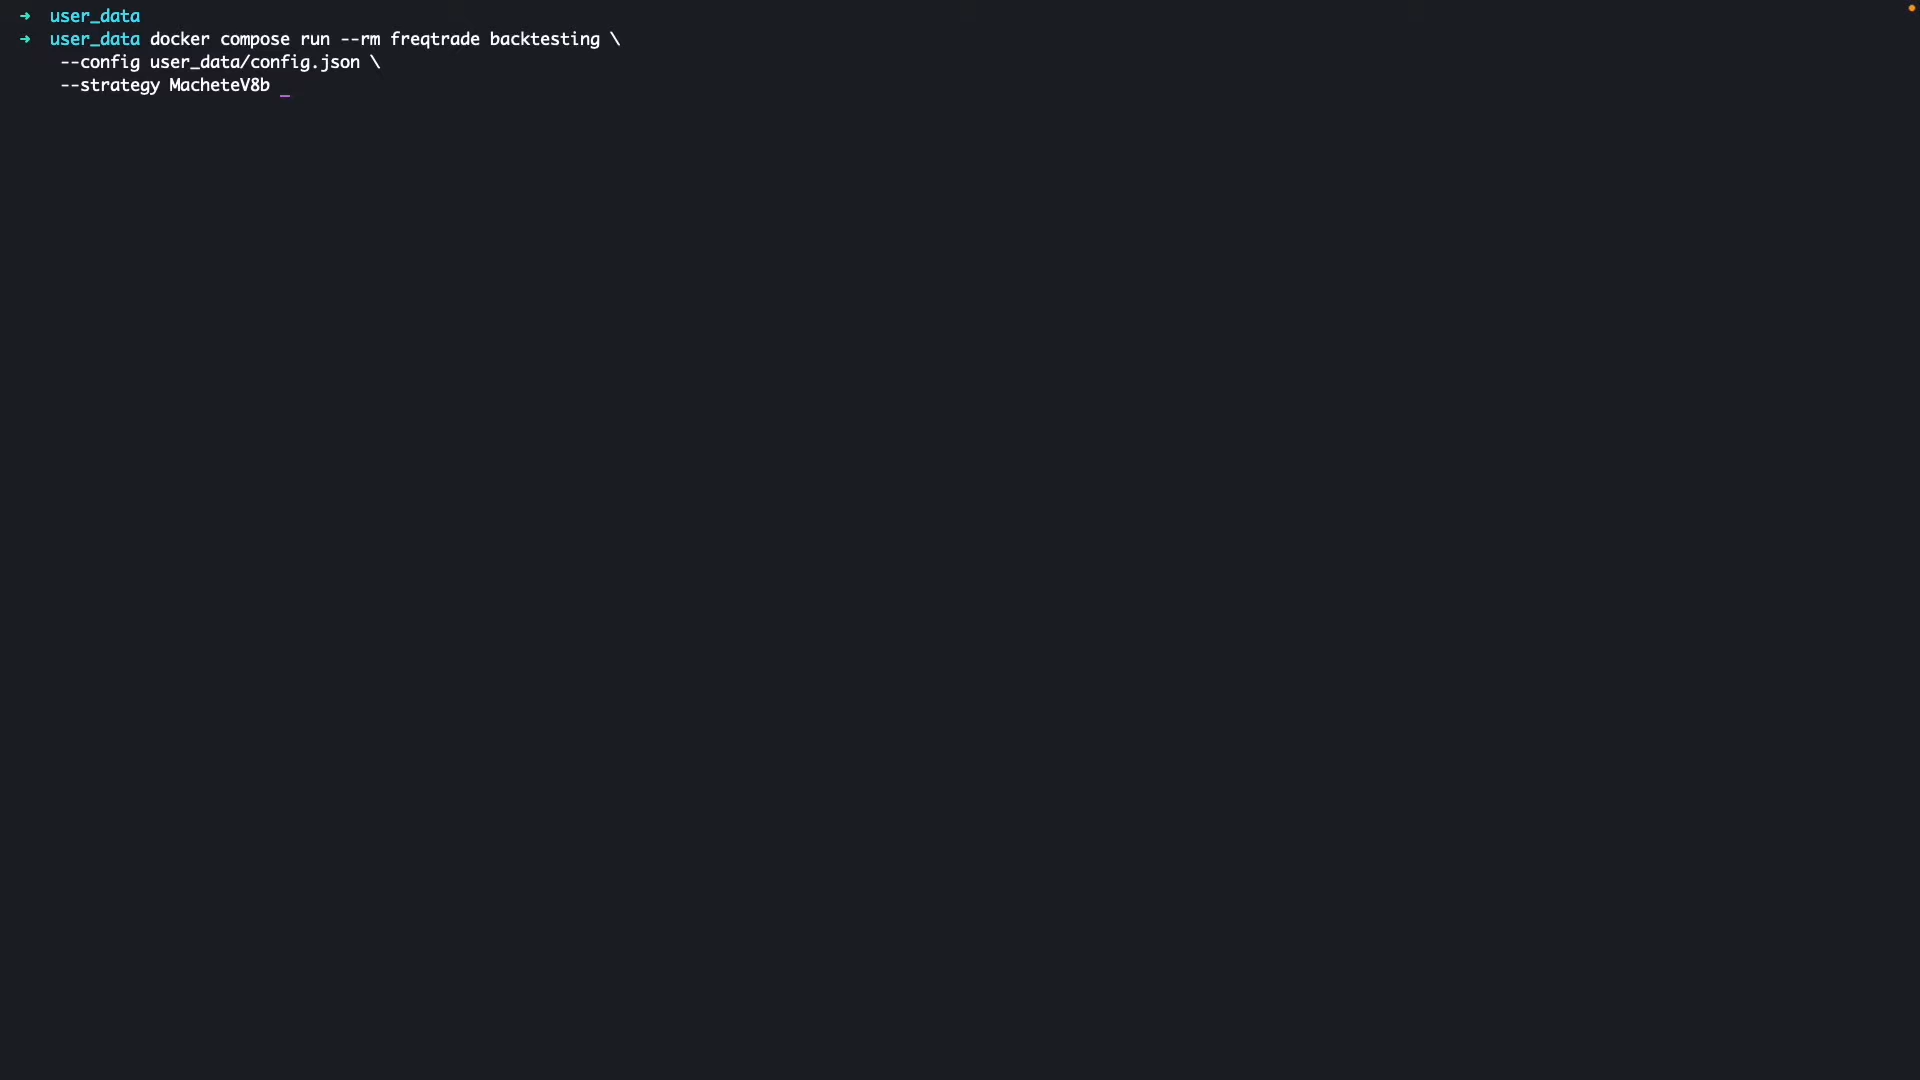 ➜ user_data
➜ user_data docker compose run --rm freqtrade backtesting \
--config user_data/config.json \
--strategy MacheteV8b _